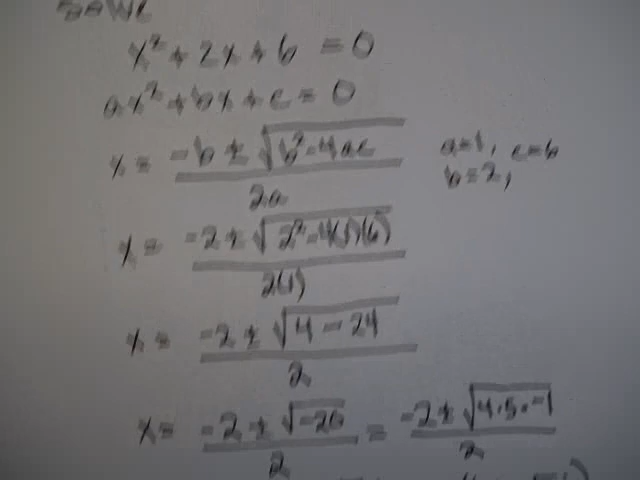 Solve
x² + 2x + 6 = 0
ax² + bx + c = 0
x = -b ± √b² - 4ac / 2a
a = 1, c = 6
b = 2,
x = -2 ± √2² - 4(1)(6) / 2(1)
x = -2 ± √4 - 24 / 2
x = -2 ± √-20 / 2 = -2 ± √4·5·-1 / 2